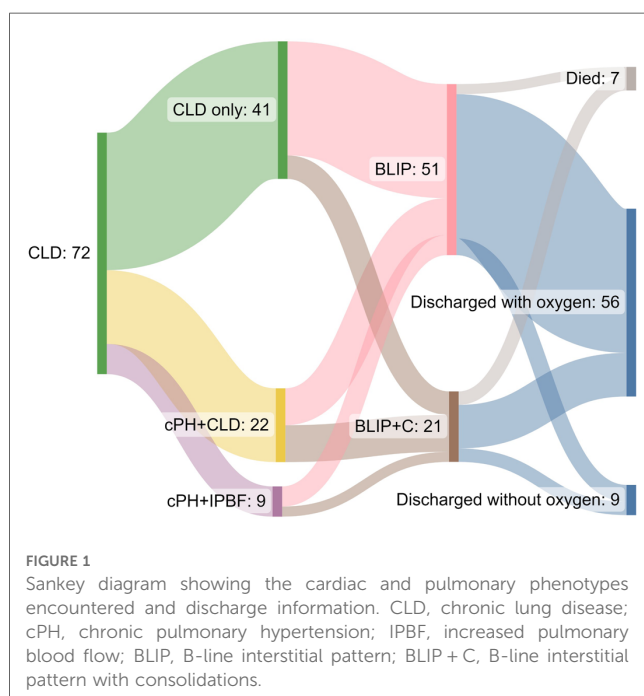 CLD only: 41
Died: 7
BLIP: 51
CLD: 72
Discharged with oxygen: 56
cPH+CLD: 22
BLIP+C: 21
cPH+IPBF: 9
Discharged without oxygen: 9
FIGURE 1
Sankey diagram showing the cardiac and pulmonary phenotypes
encountered and discharge information. CLD, chronic lung disease;
cPH, chronic pulmonary hypertension; IPBF, increased pulmonary
blood flow; BLIP, B-line interstitial pattern; BLIP + C, B-line interstitial
pattern with consolidations.